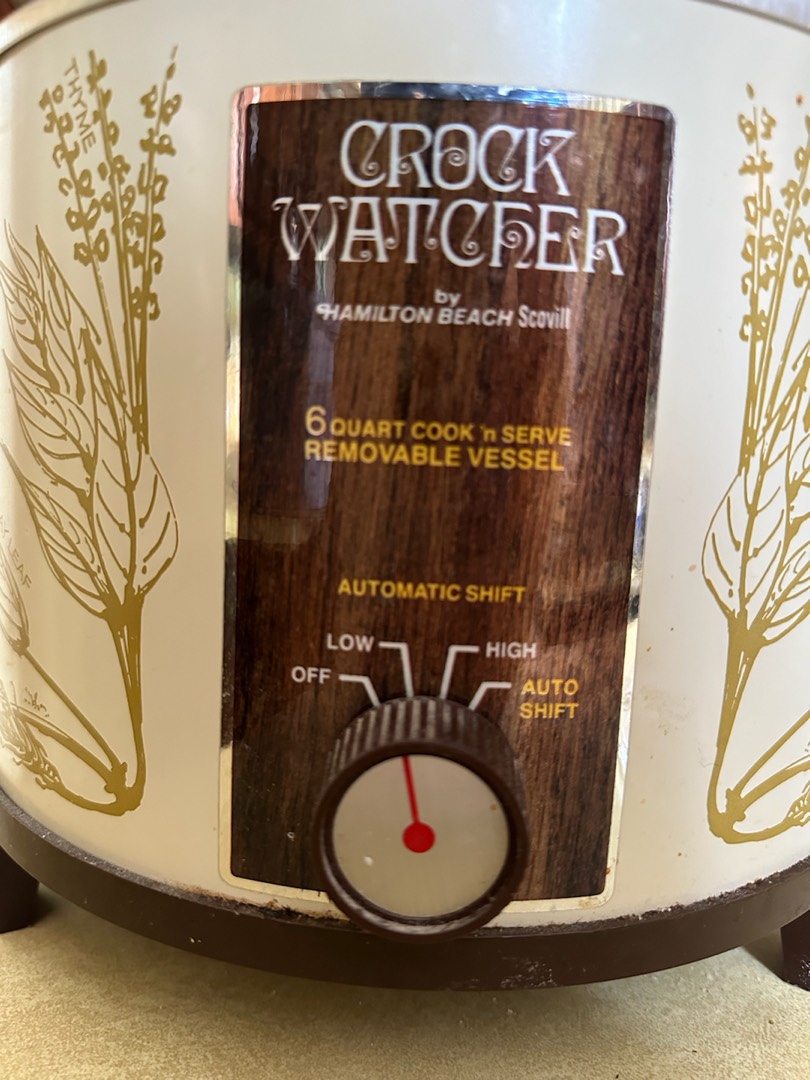 THYME
CROCK
WATCHER
by
HAMILTON BEACH Scovill
6 QUART COOK 'n SERVE
REMOVABLE VESSEL
AUTOMATIC SHIFT
LOW HIGH
OFF AUTO
SHIFT
LEAF